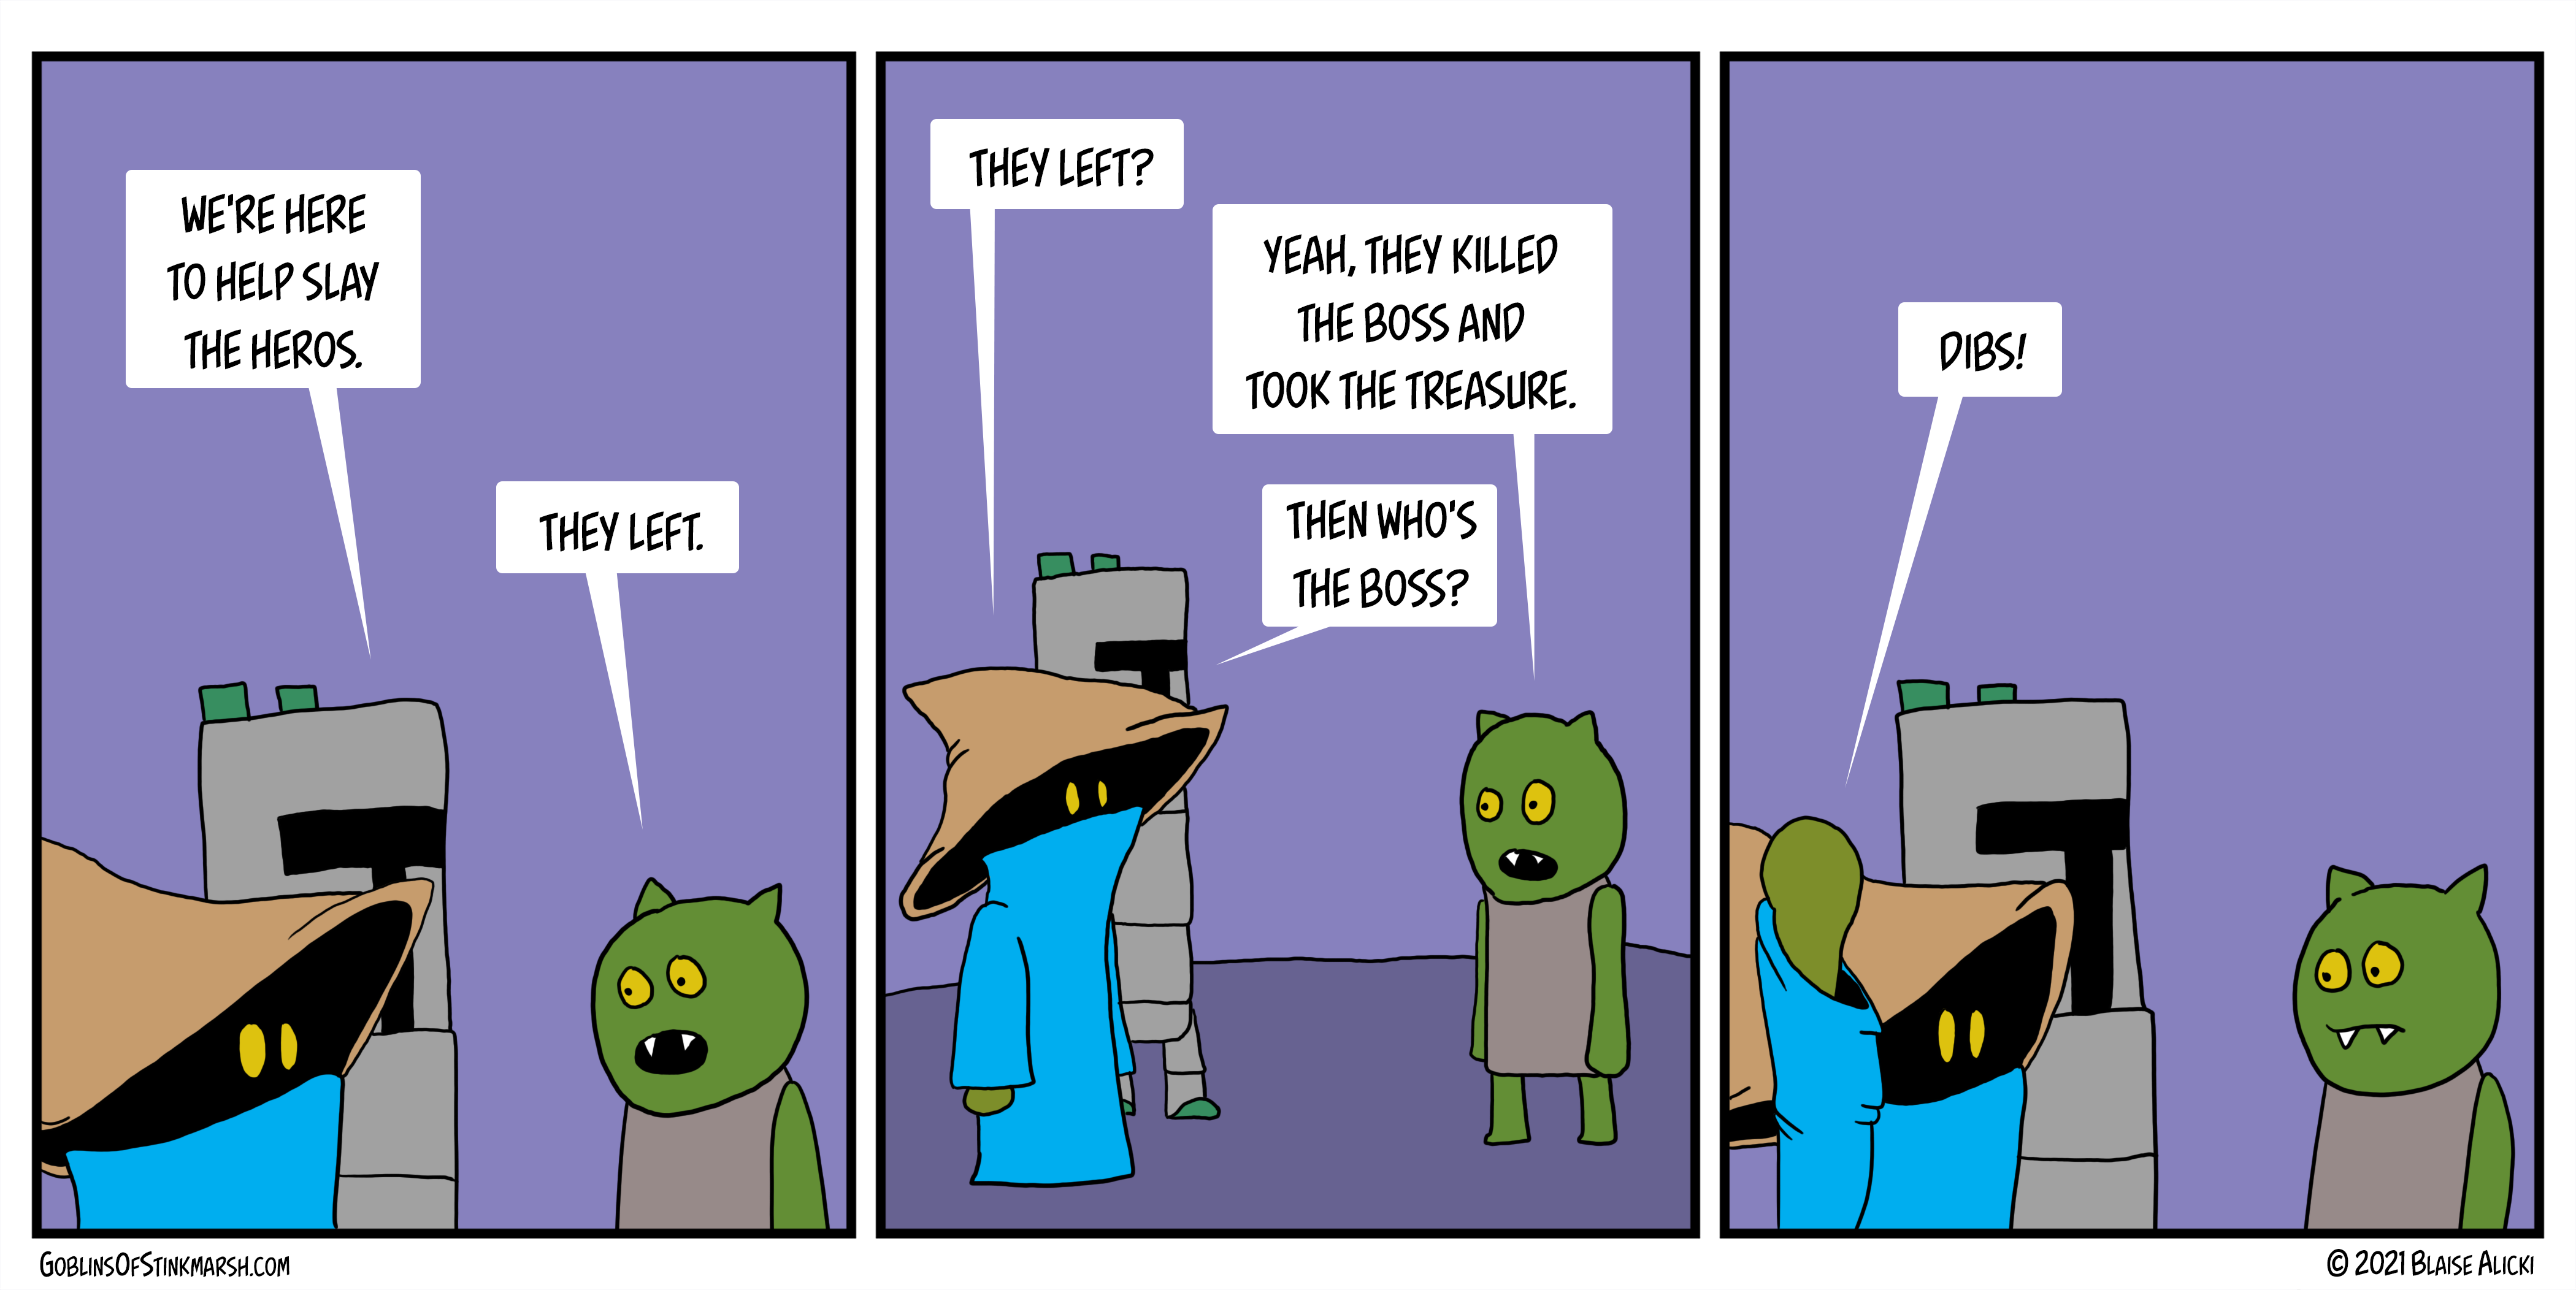 WE'RE HERE
TO HELP SLAY
THE HEROS.
THEY LEFT.
THEY LEFT?
YEAH, THEY KILLED
THE BOSS AND
TOOK THE TREASURE.
THEN WHO'S
THE BOSS?
DIBS!
GOBLINSOFSTINKMARSH.COM
© 2021 BLAISE ALICKI